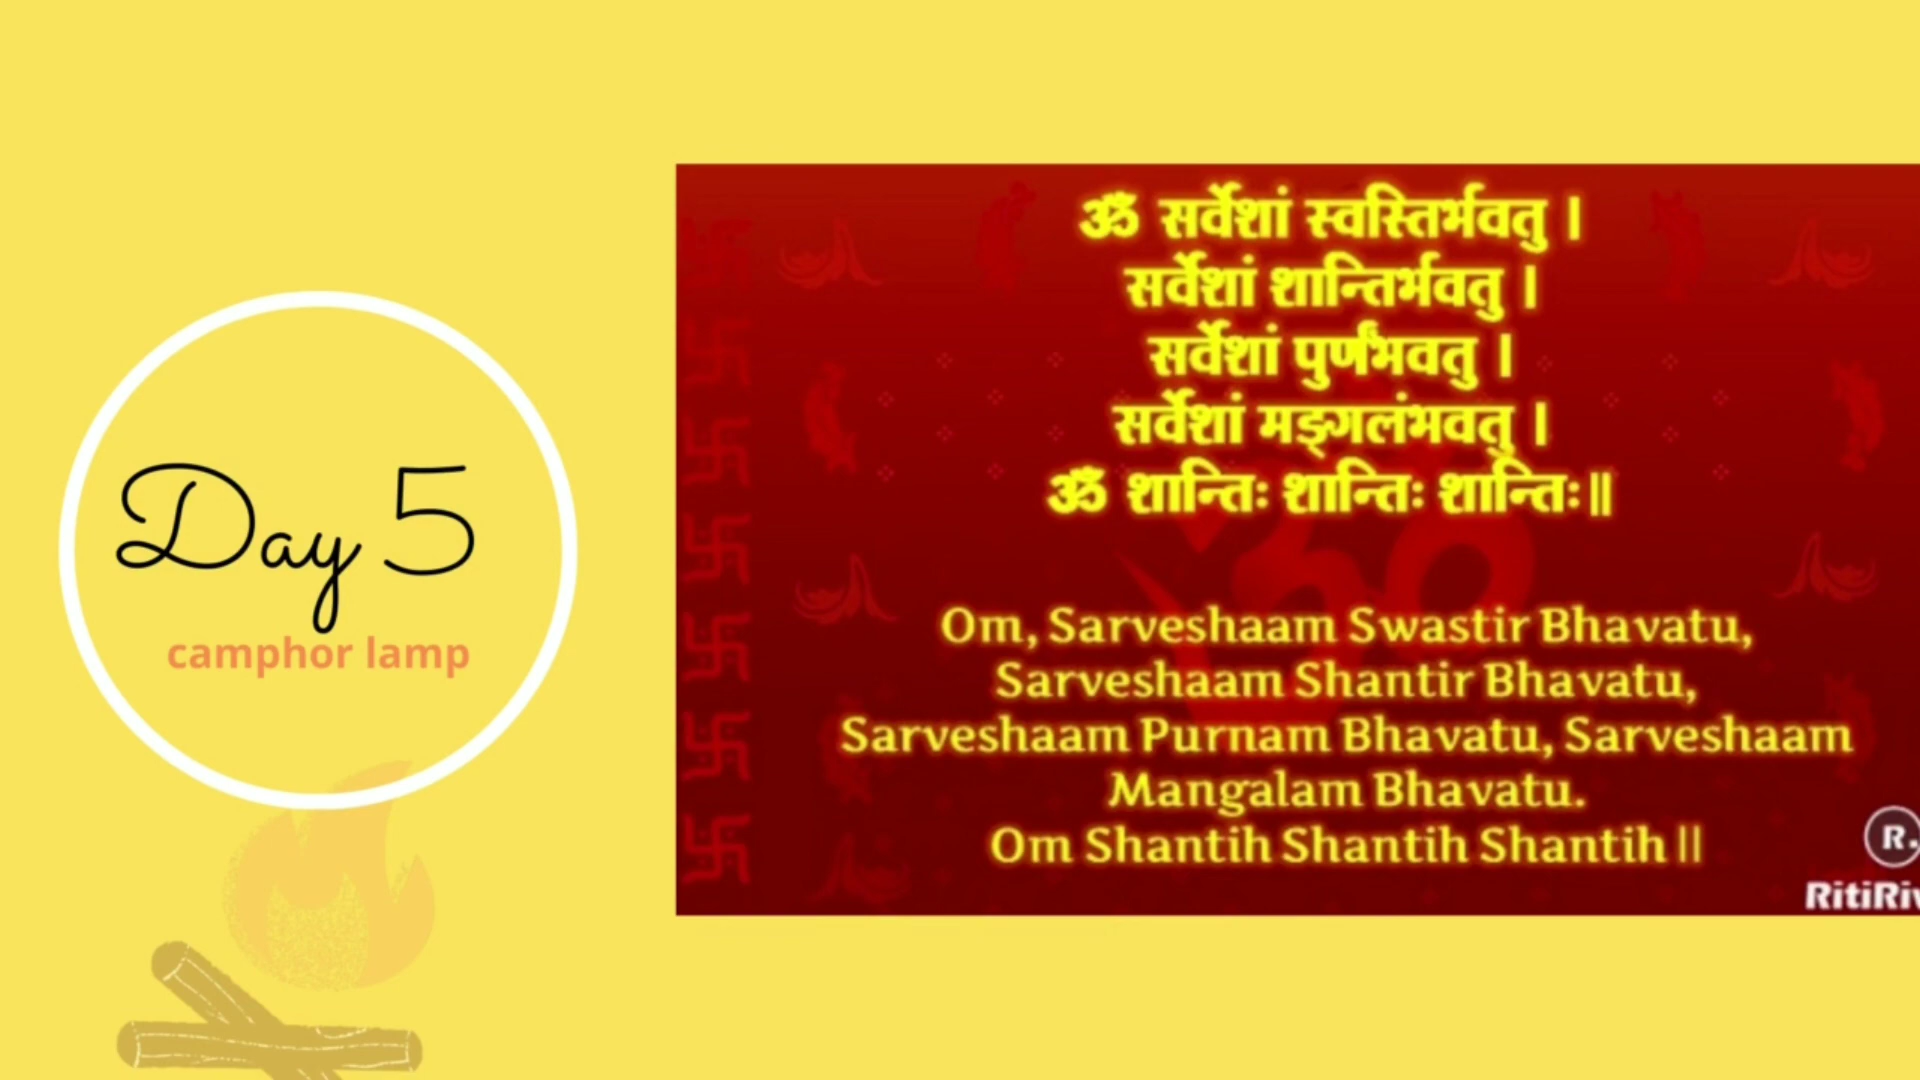 Day 5
camphor lamp
ॐ सर्वेशां स्वस्तिर्भवतु ।
सर्वेशां शान्तिर्भवतु ।
सर्वेशां पुर्णंभवतु ।
सर्वेशां मङ्गलंभवतु ।
ॐ शान्तिः शान्तिः शान्तिः॥
Om, Sarveshaam Swastir Bhavatu,
Sarveshaam Shantir Bhavatu,
Sarveshaam Purnam Bhavatu, Sarveshaam
Mangalam Bhavatu.
Om Shantih Shantih Shantih ||
R.
RitiRiv